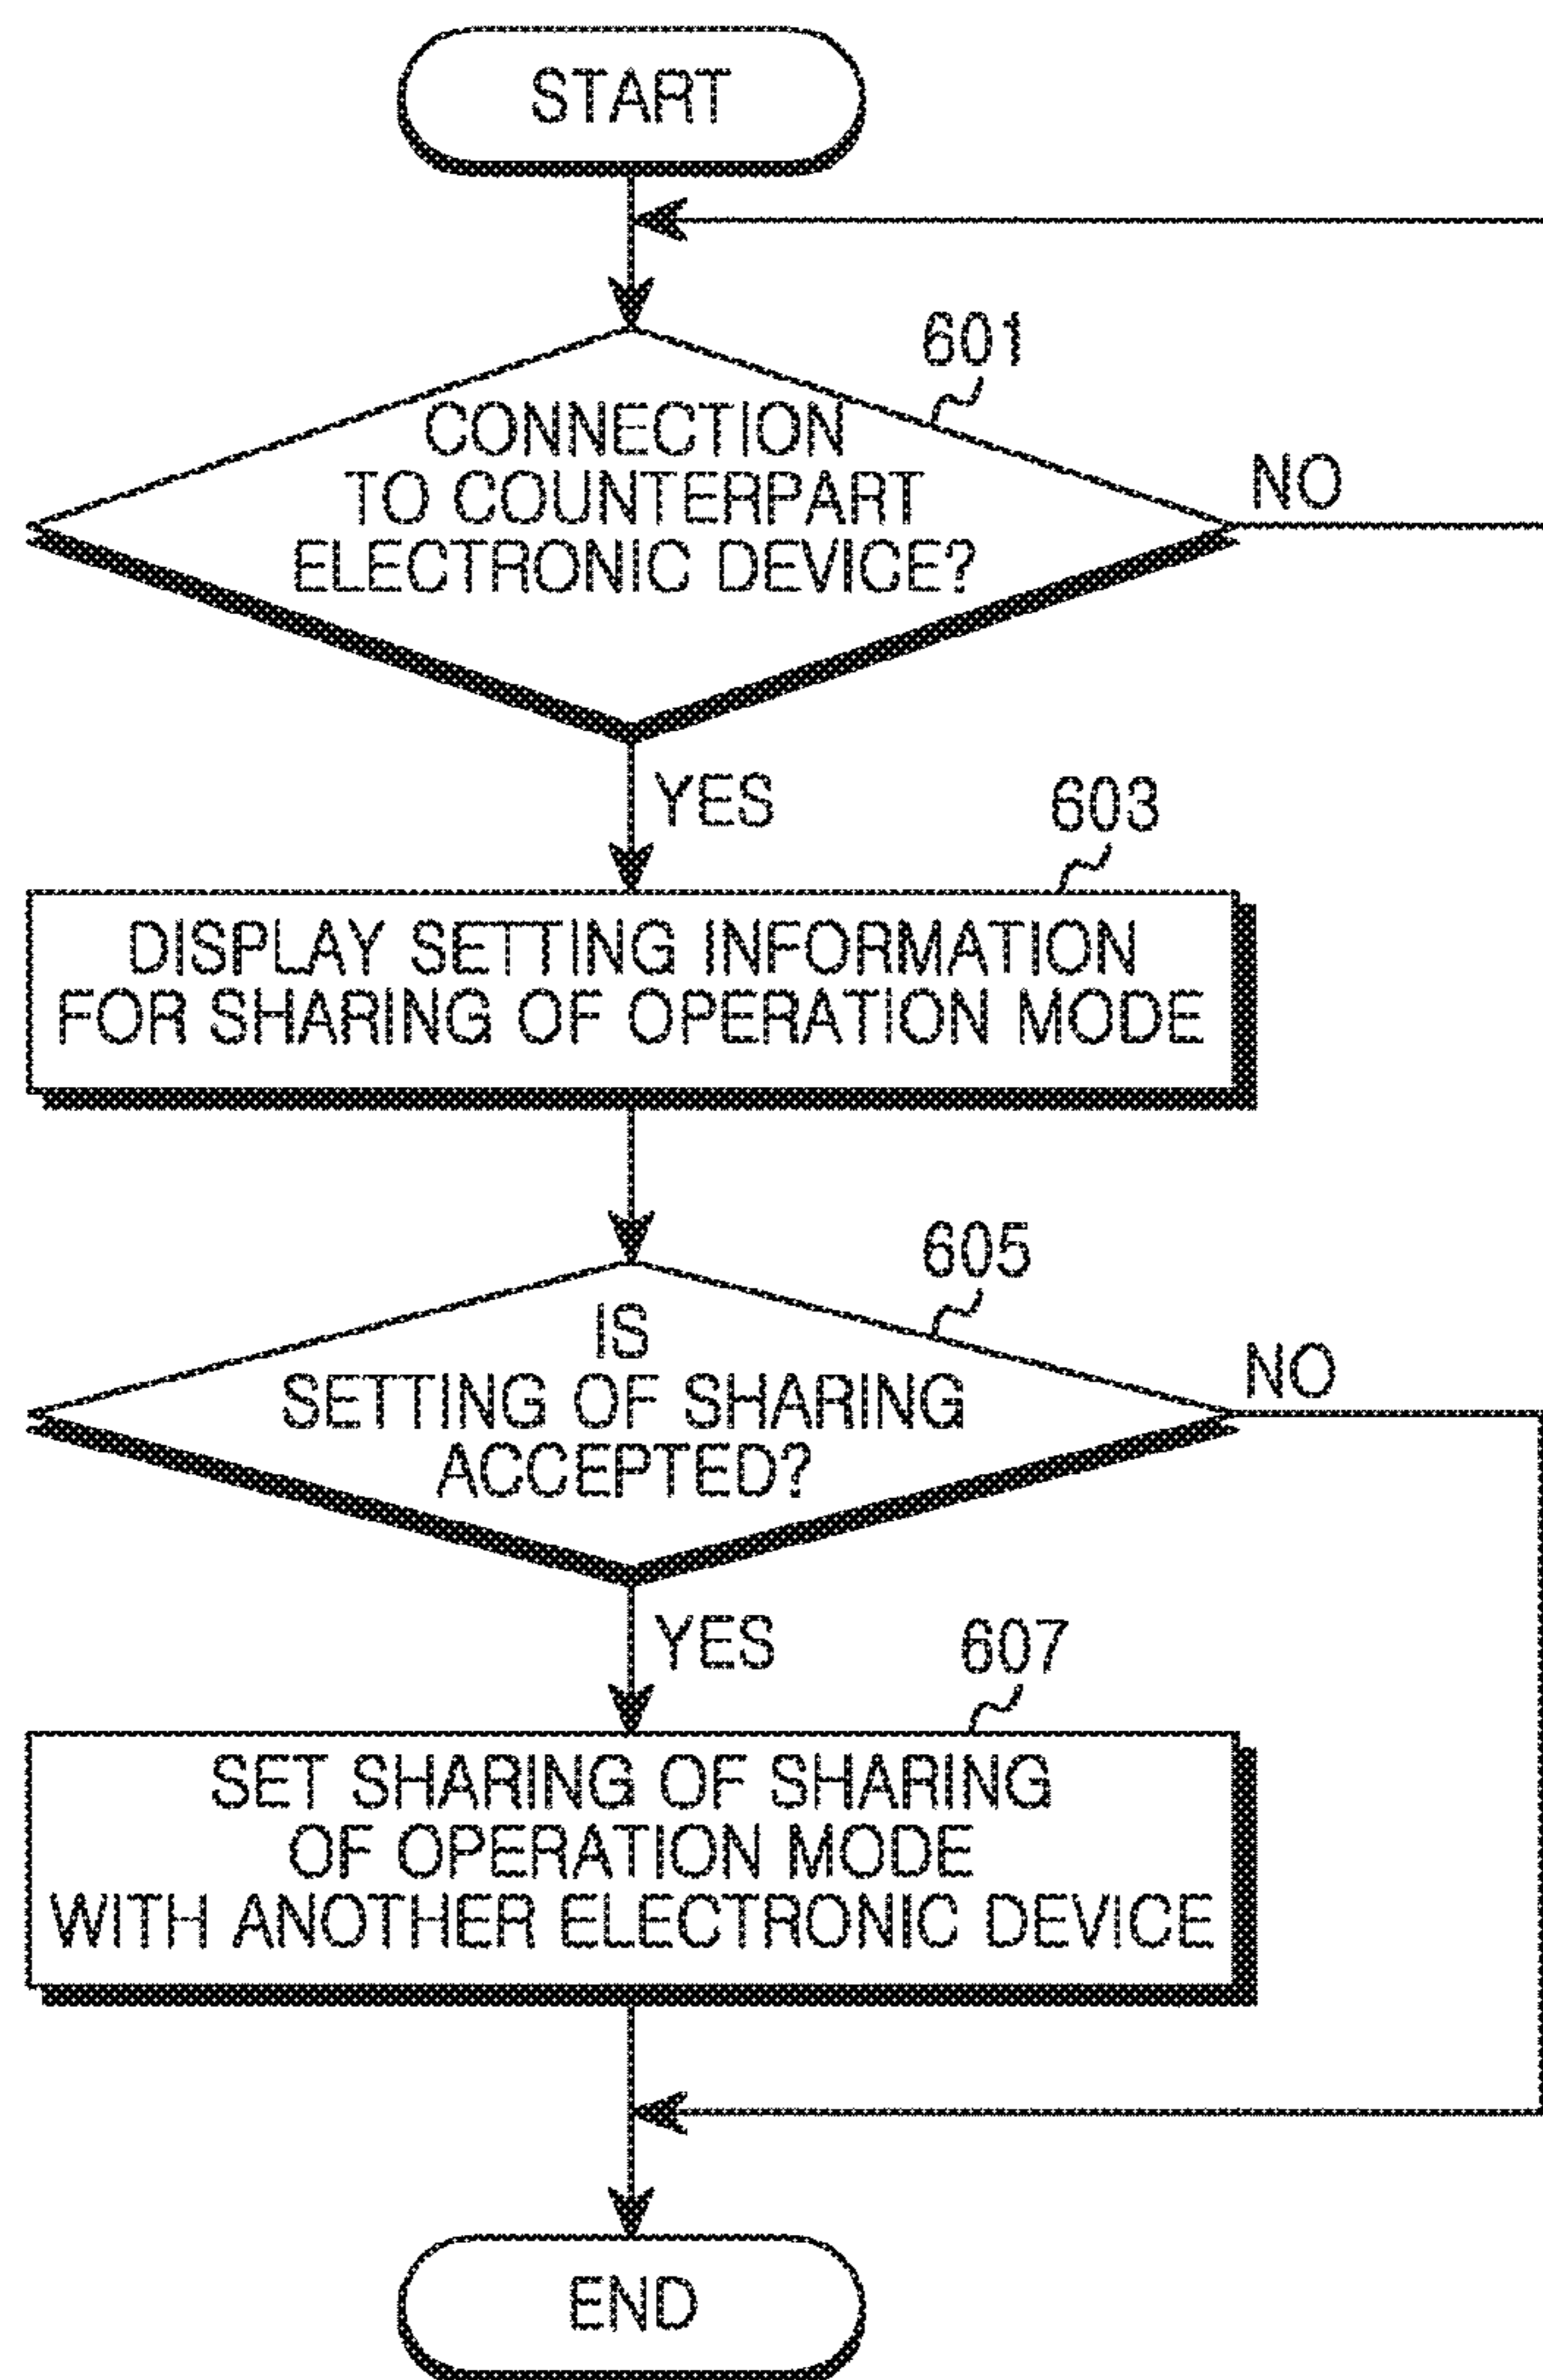 START
601
CONNECTION
TO COUNTERPART
ELECTRONIC DEVICE?
NO
YES
603
DISPLAY SETTING INFORMATION
FOR SHARING OF OPERATION MODE
605
IS
SETTING OF SHARING
ACCEPTED?
NO
YES
607
SET SHARING OF SHARING
OF OPERATION MODE
WITH ANOTHER ELECTRONIC DEVICE
END